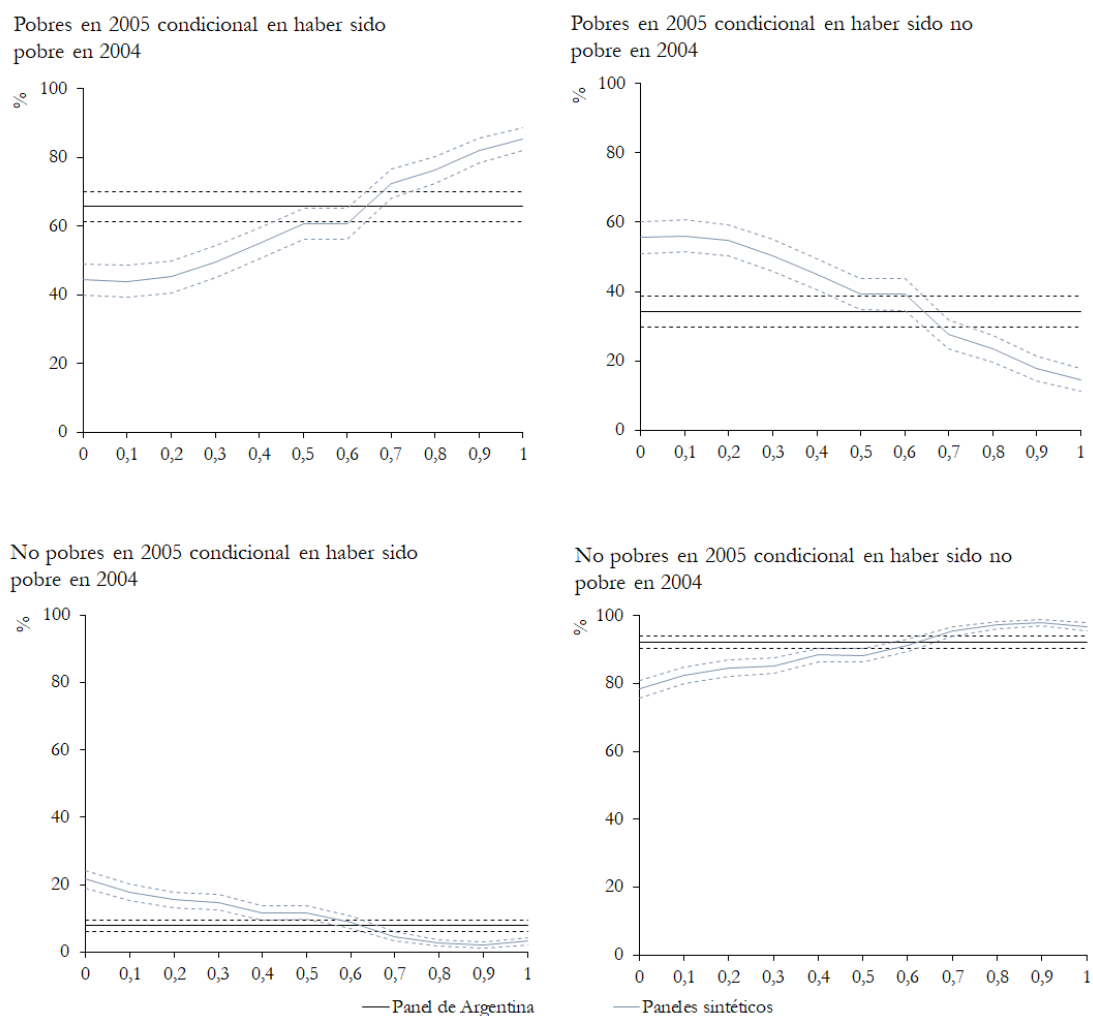 Pobres en 2005 condicional en haber sido
pobre en 2004
%
100
80
60
40
20
0
0 0,1 0,2 0,3 0,4 0,5 0,6 0,7 0,8 0,9 1
Pobres en 2005 condicional en haber sido no
pobre en 2004
%
100
80
60
40
20
0
0 0,1 0,2 0,3 0,4 0,5 0,6 0,7 0,8 0,9 1
No pobres en 2005 condicional en haber sido
pobre en 2004
%
100
80
60
40
20
0
0 0,1 0,2 0,3 0,4 0,5 0,6 0,7 0,8 0,9 1
No pobres en 2005 condicional en haber sido no
pobre en 2004
%
100
80
60
40
20
0
0 0,1 0,2 0,3 0,4 0,5 0,6 0,7 0,8 0,9 1
Panel de Argentina
Paneles sintéticos